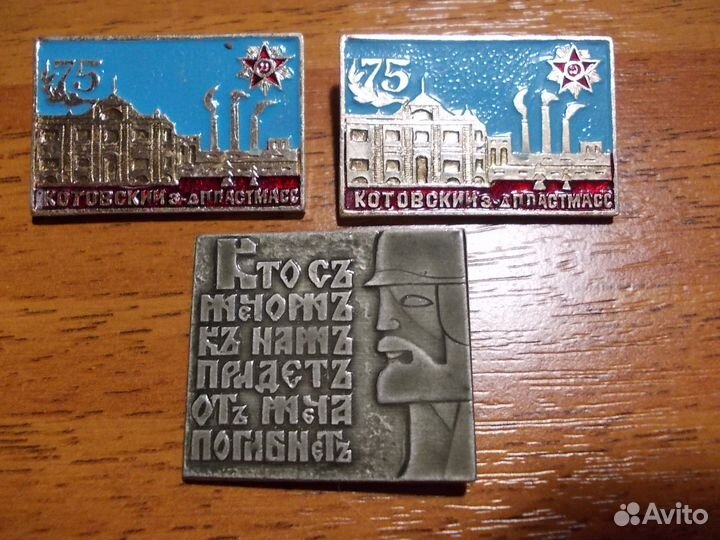 75
КОТОВСКИЙ З-Д ПЛАСТМАСС
75
КОТОВСКИЙ З-Д ПЛАСТМАСС
КТО СЪ
МЕЧОМЪ
КЪ НАМЪ
ПРИДЕТЪ
ОТЪ МЕЧА
ПОГИБНЕТЪ
Avito